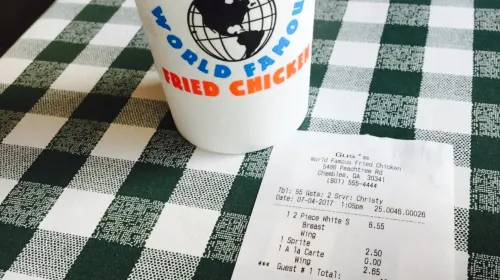 WORLD FAMOUS
FRIED CHICKEN
Gus's
World Famous Fried Chicken
5486 Peachtree Rd
Chamblee, GA 30341
(901) 555-4444
Tbl: 55 Gsts: 2 Srvr: Christy
Date: 07-04-2017 1:05pm 25.0046.00026
1 2 Piece White S 6.55
Breast
Wing
1 Sprite 2.50
1 A la Carte 0.00
Wing 2.65
*** Guest # 1 Total: